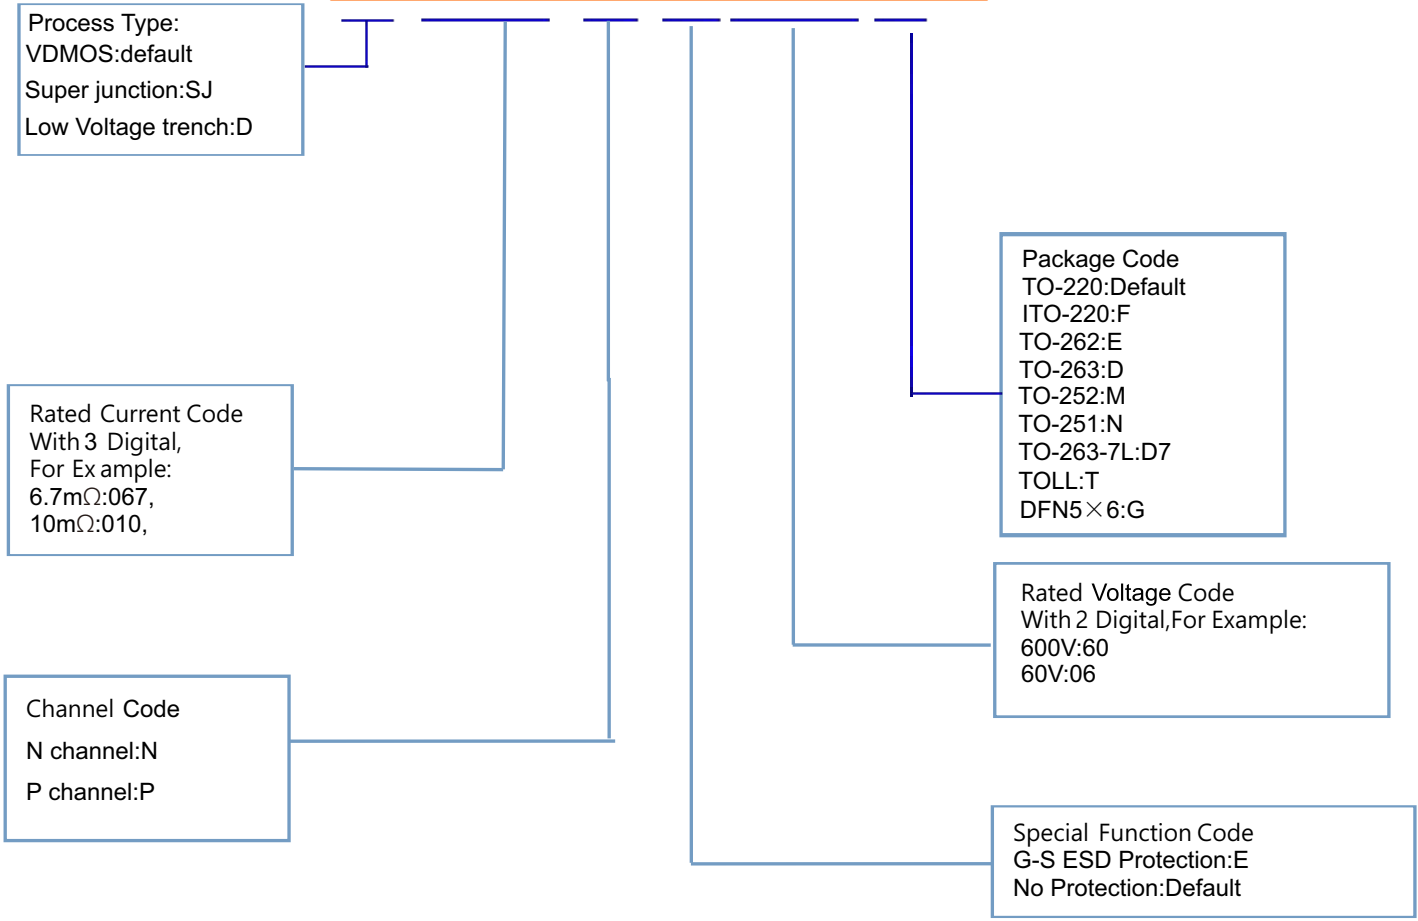 Process Type:
VDMOS:default
Super junction:SJ
Low Voltage trench:D
Package Code
TO-220:Default
ITO-220:F
TO-262:E
TO-263:D
TO-252:M
TO-251:N
TO-263-7L:D7
TOLL:T
DFN5×6:G
Rated Current Code
With 3 Digital,
For Ex ample:
6.7mΩ:067,
10mΩ:010,
Rated Voltage Code
With 2 Digital,For Example:
600V:60
60V:06
Channel Code
N channel:N
P channel:P
Special Function Code
G-S ESD Protection:E
No Protection:Default